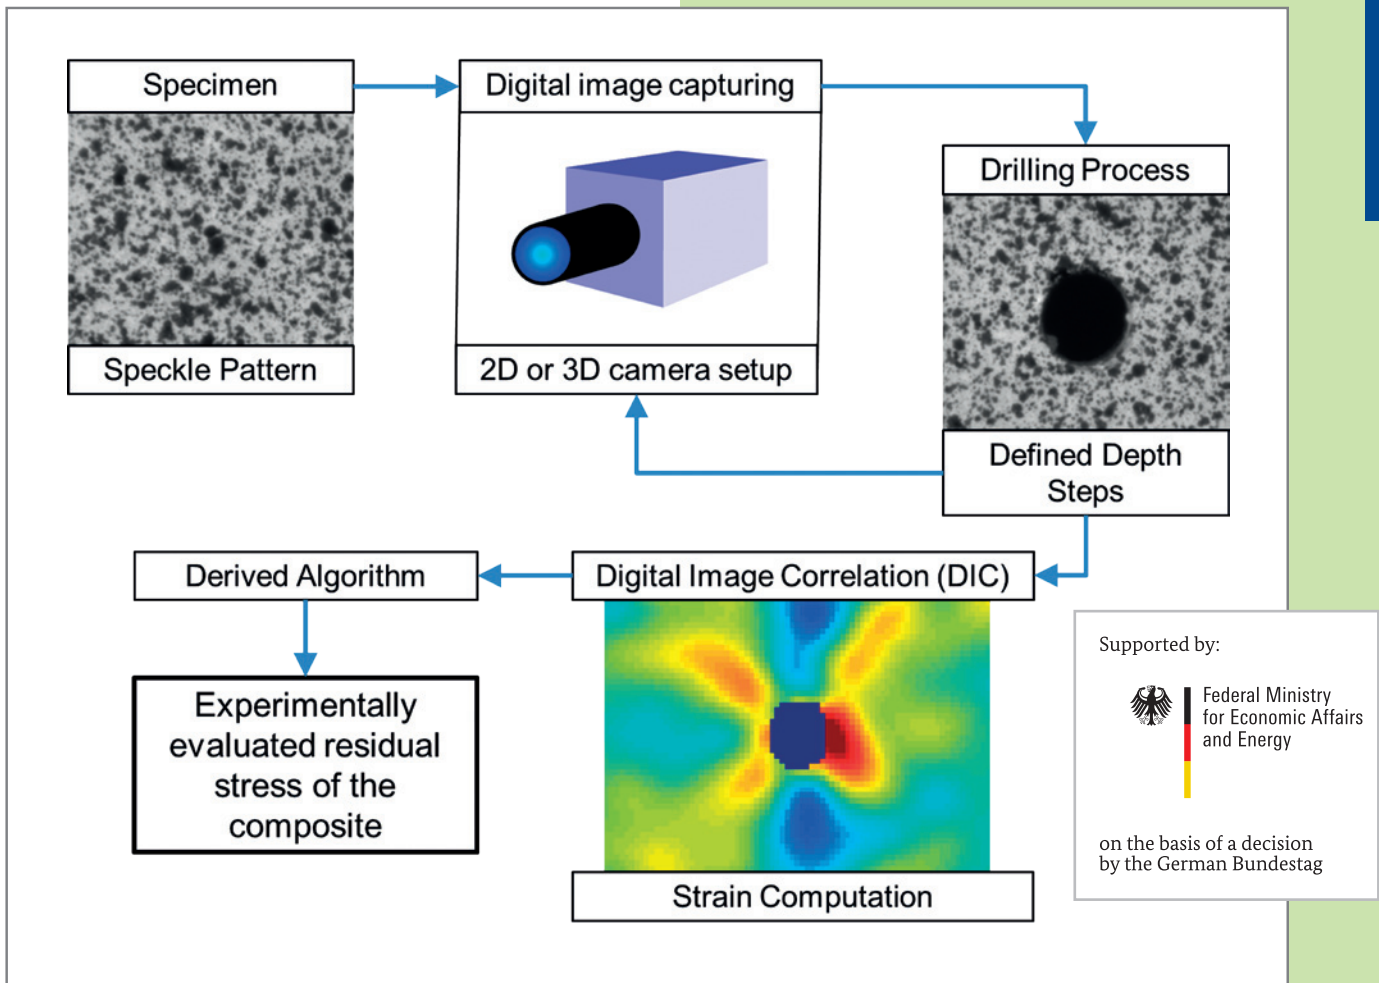 Specimen
Speckle Pattern
Digital image capturing
2D or 3D camera setup
Drilling Process
Defined Depth
Steps
Digital Image Correlation (DIC)
Strain Computation
Derived Algorithm
Experimentally
evaluated residual
stress of the
composite
Supported by:
Federal Ministry
for Economic Affairs
and Energy
on the basis of a decision
by the German Bundestag